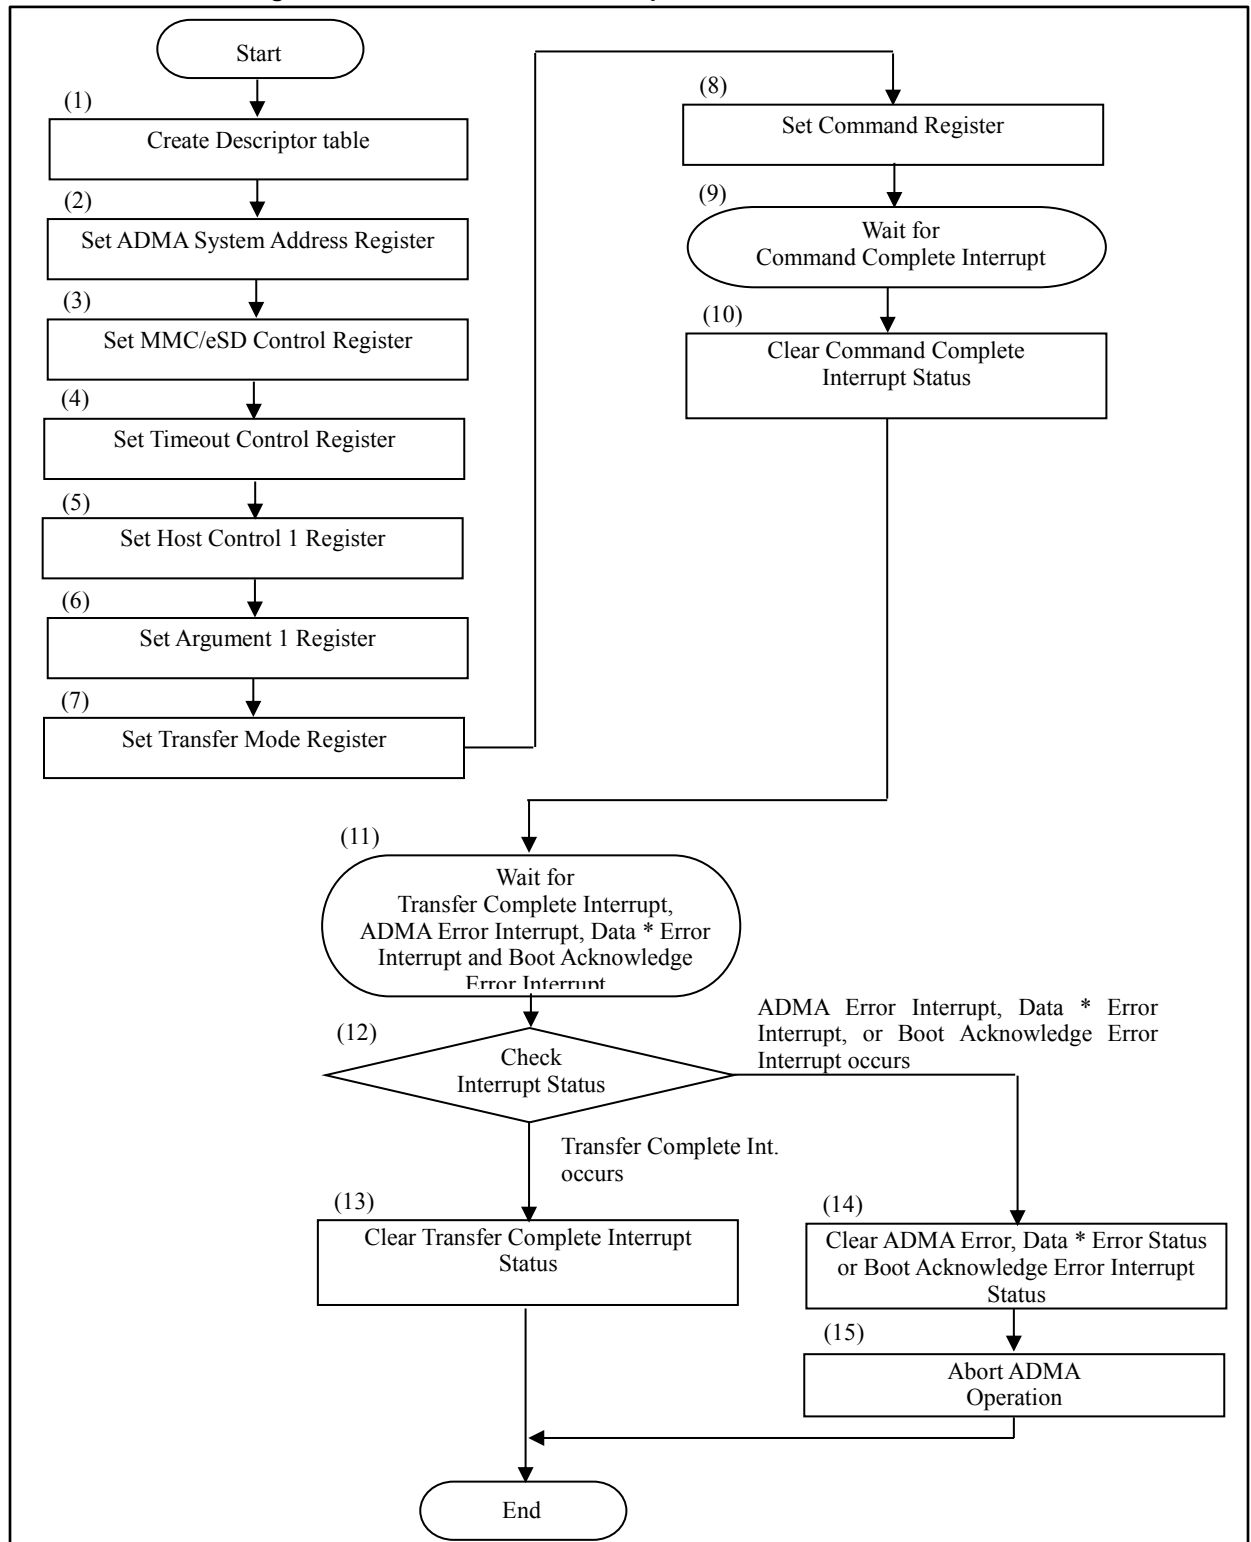 Start
(1)
Create Descriptor table
(2)
Set ADMA System Address Register
(3)
Set MMC/eSD Control Register
(4)
Set Timeout Control Register
(5)
Set Host Control 1 Register
(6)
Set Argument 1 Register
(7)
Set Transfer Mode Register
(8)
Set Command Register
(9)
Wait for
Command Complete Interrupt
(10)
Clear Command Complete
Interrupt Status
(11)
Wait for
Transfer Complete Interrupt,
ADMA Error Interrupt, Data * Error
Interrupt and Boot Acknowledge
Error Interrupt
(12)
Check
Interrupt Status
ADMA Error Interrupt, Data * Error
Interrupt, or Boot Acknowledge Error
Interrupt occurs
Transfer Complete Int.
occurs
(13)
Clear Transfer Complete Interrupt
Status
(14)
Clear ADMA Error, Data * Error Status
or Boot Acknowledge Error Interrupt
Status
(15)
Abort ADMA
Operation
End